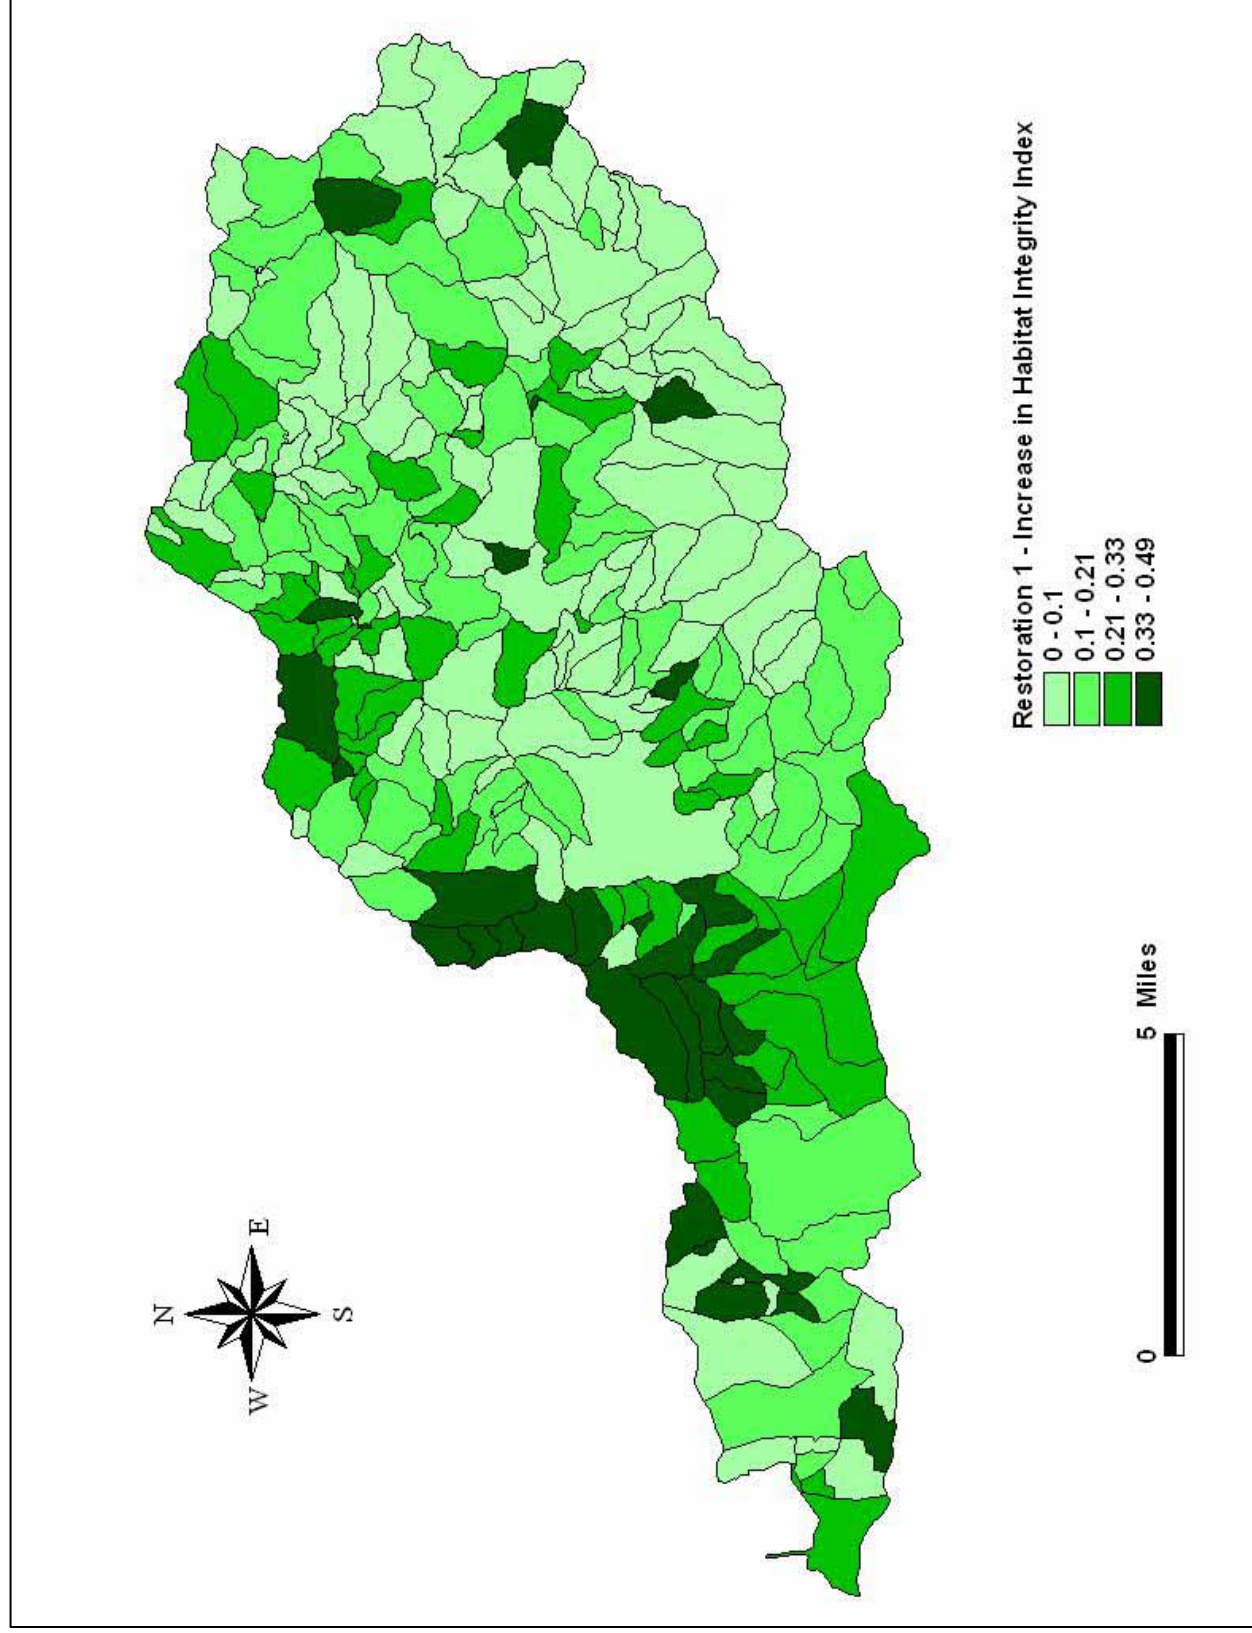 N
W
E
S
Restoration 1 - Increase in Habitat Integrity Index
0 - 0.1
0.1 - 0.21
0.21 - 0.33
0.33 - 0.49
0
5 Miles